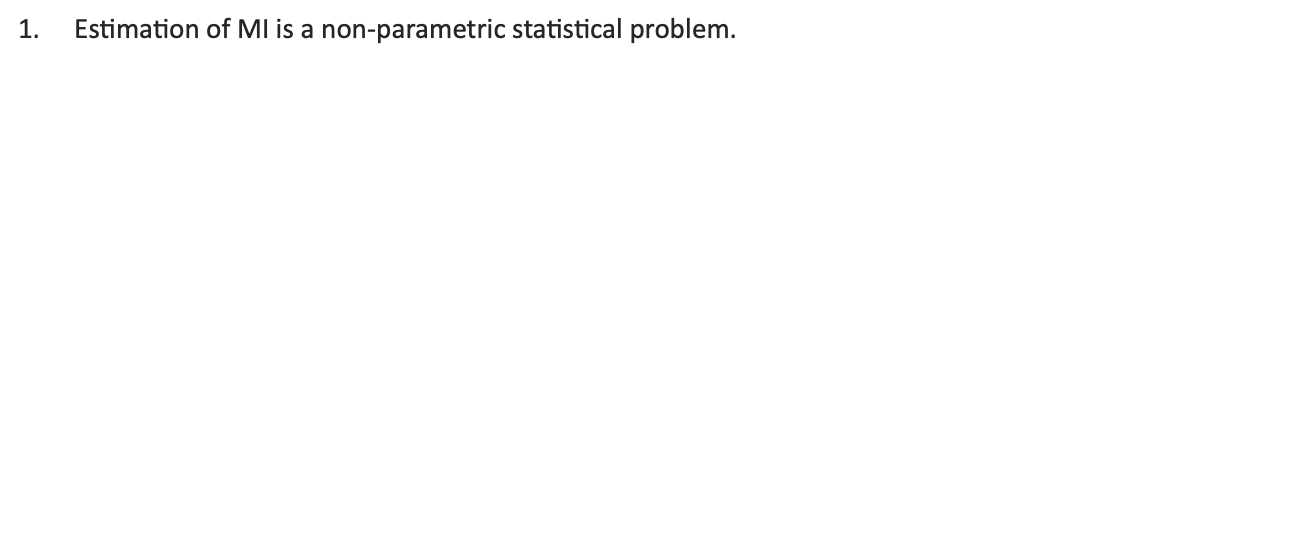 1. Estimation of MI is a non-parametric statistical problem.